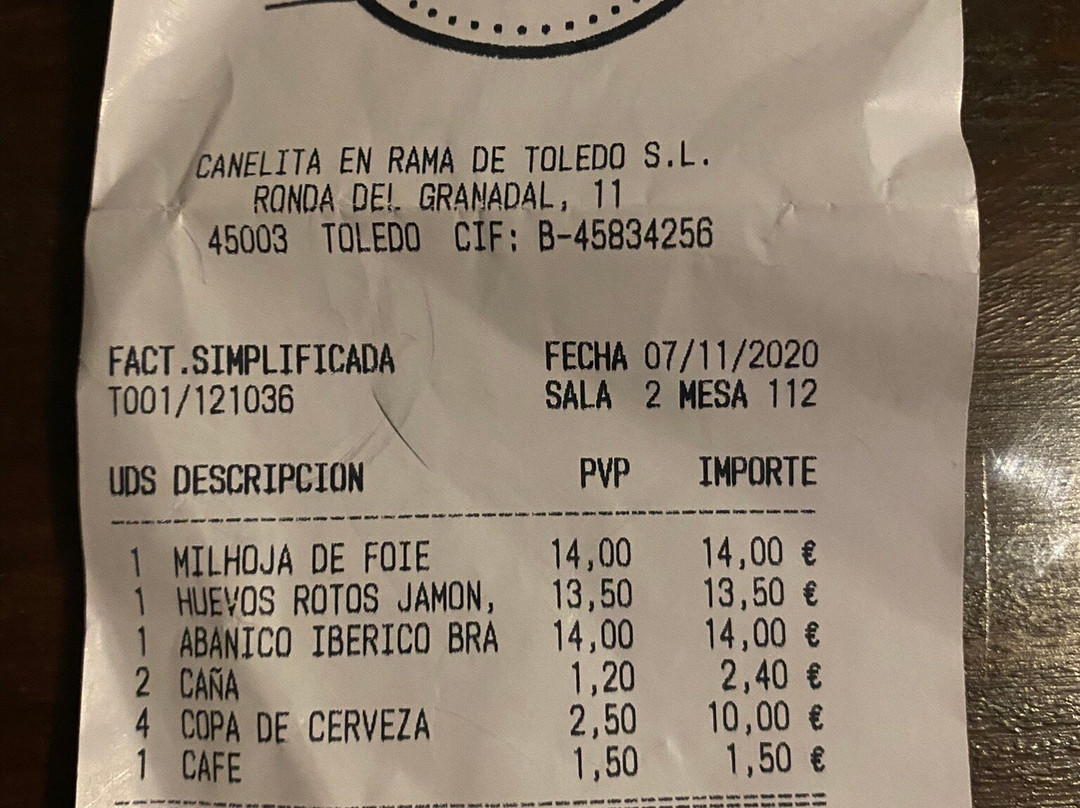 CANELITA EN RAMA DE TOLEDO S.L.
RONDA DEL GRANADAL, 11
45003 TOLEDO CIF: B-45834256
FACT.SIMPLIFICADA FECHA 07/11/2020
T001/121036 SALA 2 MESA 112
UDS DESCRIPCION PVP IMPORTE
1 MILHOJA DE FOIE 14,00 14,00 €
1 HUEVOS ROTOS JAMON, 13,50 13,50 €
1 ABANICO IBERICO BRA 14,00 14,00 €
2 CAÑA 1,20 2,40 €
4 COPA DE CERVEZA 2,50 10,00 €
1 CAFE 1,50 1,50 €